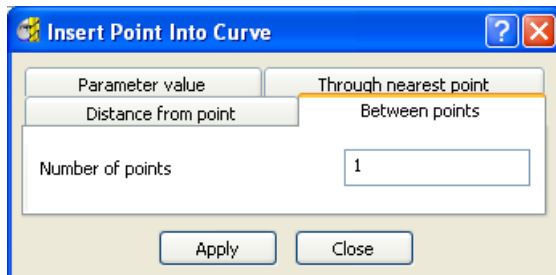 Insert Point Into Curve
Parameter value
Through nearest point
Distance from point
Between points
Number of points
1
Apply
Close